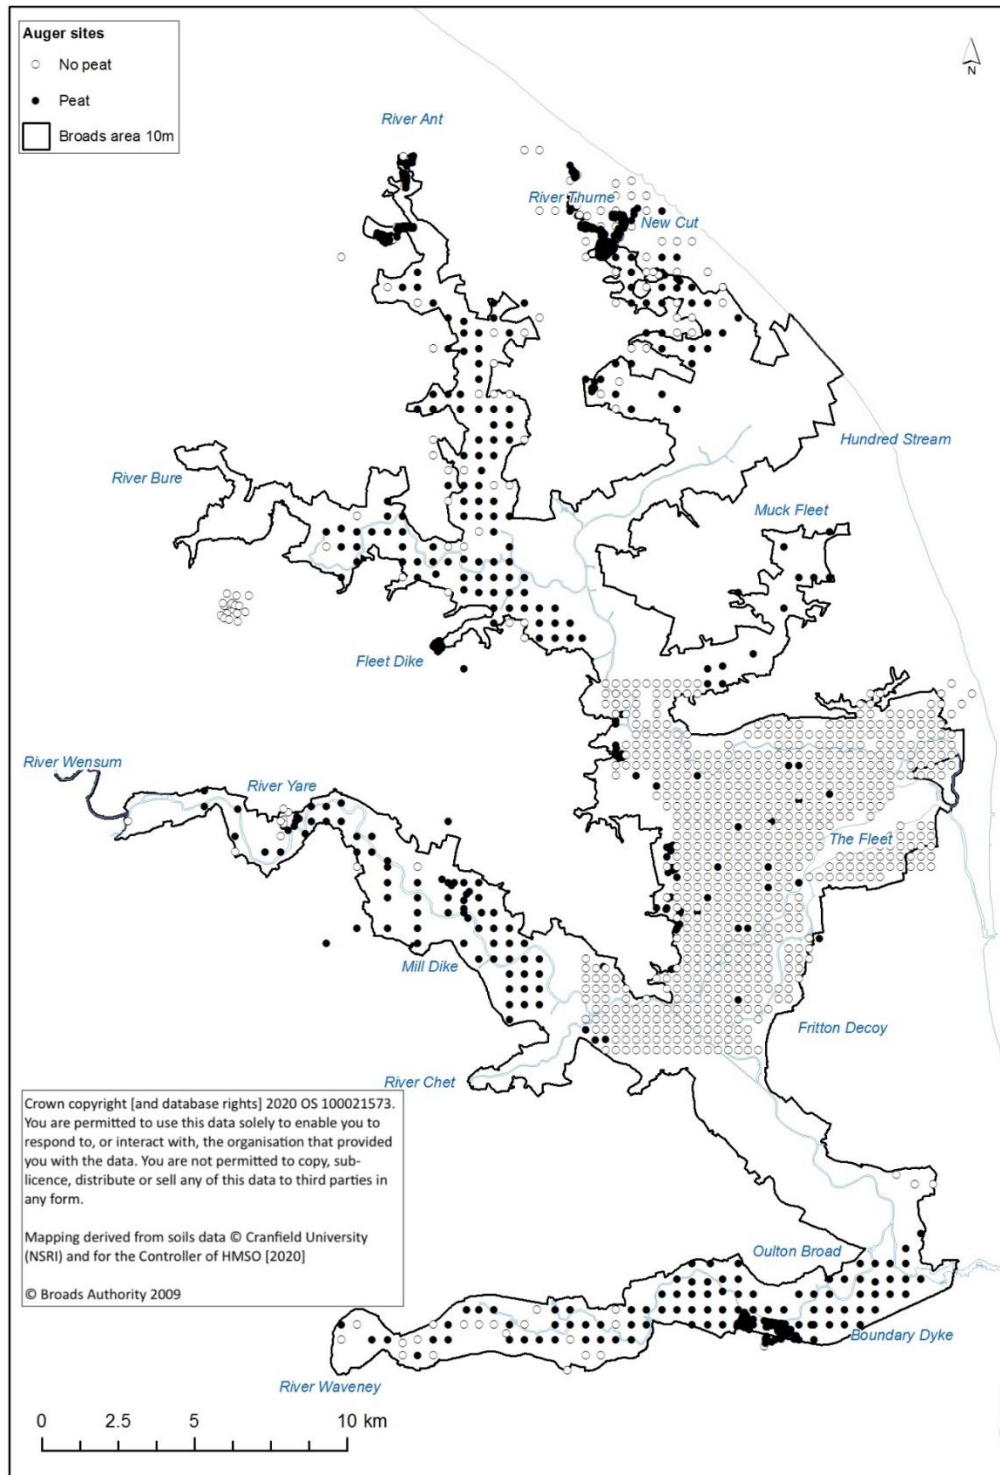 Auger sites
No peat
Peat
Broads area 10m
N
River Ant
River Thurne
New Cut
Hundred Stream
River Bure
Muck Fleet
Fleet Dike
River Wensum
River Yare
The Fleet
Mill Dike
Fritton Decoy
River Chet
Crown copyright [and database rights] 2020 OS 100021573.
You are permitted to use this data solely to enable you to
respond to, or interact with, the organisation that provided
you with the data. You are not permitted to copy, sub-
licence, distribute or sell any of this data to third parties in
any form.
Mapping derived from soils data © Cranfield University
(NSRI) and for the Controller of HMSO [2020]
© Broads Authority 2009
Oulton Broad
Boundary Dyke
River Waveney
0 2.5 5 10 km